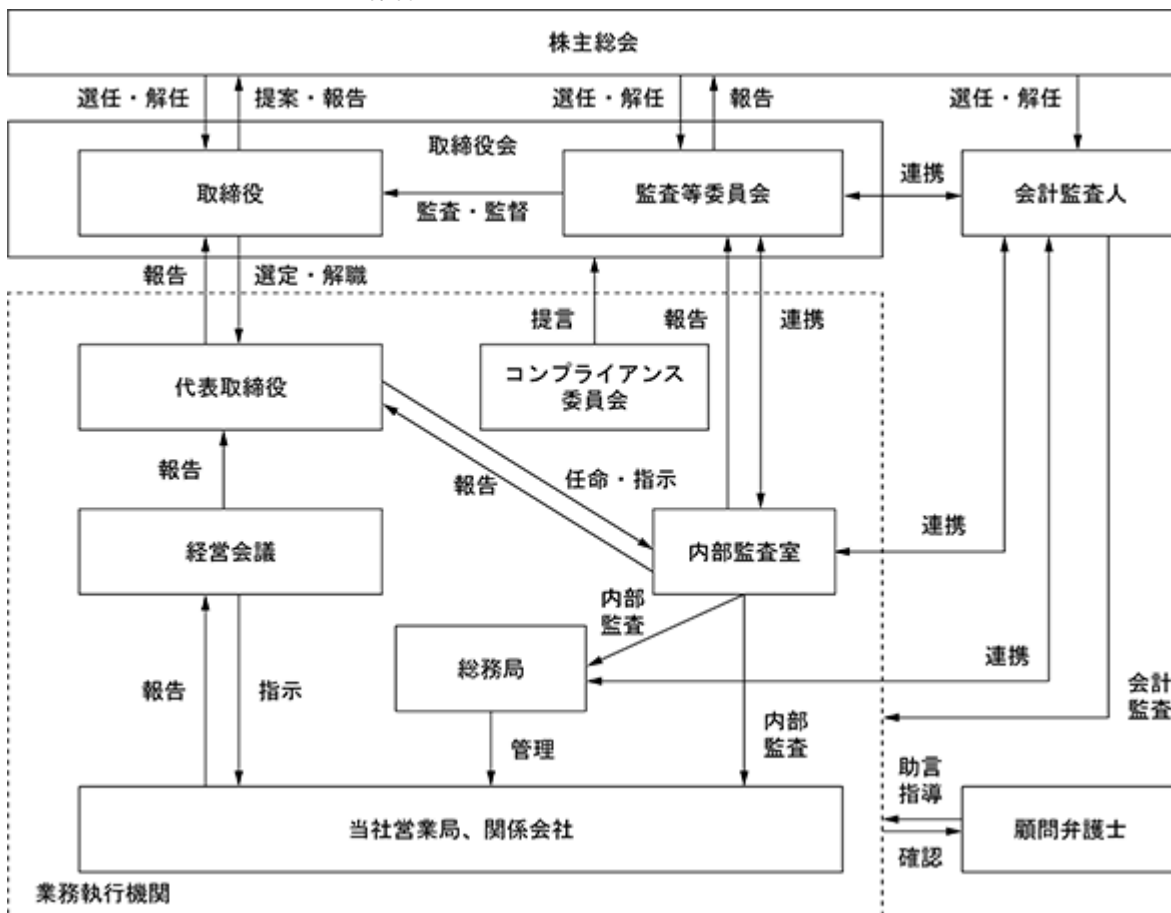 株主総会
選任・解任
提案・報告
選任・解任
報告
選任・解任
取締役会
取締役
監査・監督
監査等委員会
連携
会計監査人
報告
選定・解職
提言
報告
連携
代表取締役
コンプライアンス
委員会
報告
報告
任命・指示
経営会議
内部監査室
連携
内部
監査
総務局
連携
報告
指示
管理
内部
監査
会計
監査
当社営業局、関係会社
助言
指導
確認
顧問弁護士
業務執行機関